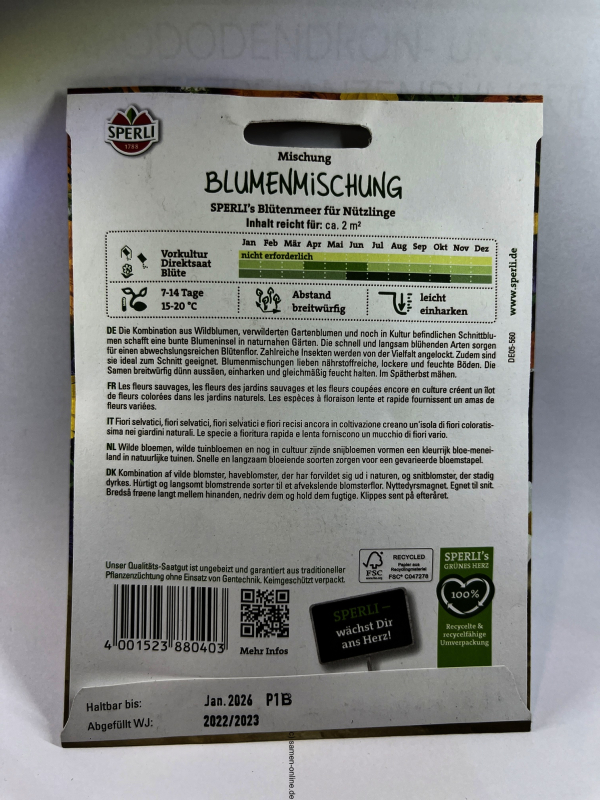 DODENDRON- UND
SPERLI
1788
Mischung
BLUMENMiSCHUNG
SPERLI's Blütenmeer für Nützlinge
Inhalt reicht für: ca. 2 m²
Jan Feb Mär Apr Mai Jun Jul Aug Sep Okt Nov Dez
Vorkultur nicht erforderlich
Direktsaat
Blüte
7-14 Tage
15-20 °C
Abstand
breitwürfig
leicht
einharken
www.sperli.de
DE05-560
DE Die Kombination aus Wildblumen, verwilderten Gartenblumen und noch in Kultur befindlichen Schnittblu-
men schafft eine bunte Blumeninsel in naturnahen Gärten. Die schnell und langsam blühenden Arten sorgen
für einen abwechslungsreichen Blütenflor. Zahlreiche Insekten werden von der Vielfalt angelockt. Zudem sind
sie ideal zum Schnitt geeignet. Blumenmischungen lieben nährstoffreiche, lockere und feuchte Böden. Die
Samen breitwürfig dünn aussäen, einharken und gleichmäßig feucht halten. Im Spätherbst mähen.
FR Les fleurs sauvages, les fleurs des jardins sauvages et les fleurs coupées encore en culture créent un îlot
de fleurs colorées dans les jardins naturels. Les espèces à floraison lente et rapide fournissent un amas de
fleurs variées.
IT Fiori selvatici, fiori selvatici, fiori selvatici e fiori recisi ancora in coltivazione creano un'isola di fiori coloratis-
sima nei giardini naturali. Le specie a fioritura rapida e lenta forniscono un mucchio di fiori vario.
NL Wilde bloemen, wilde tuinbloemen en nog in cultuur zijnde snijbloemen vormen een kleurrijk bloe-menei-
land in natuurlijke tuinen. Snelle en langzaam bloeiende soorten zorgen voor een gevarieerde bloemstapel.
DK Kombination af vilde blomster, haveblomster, der har forvildet sig ud i naturen, og snitblomster, der stadig
dyrkes. Hürtigt og langsomt blomstrende sorter til et afvekslende blomsterflor. Nyttedyrsmagnet. Egnet til snit.
Bredså frøene langt mellem hinanden, nedriv dem og hold dem fugtige. Klippes sent på efteråret.
Unser Qualitäts-Saatgut ist ungebeizt und garantiert aus traditioneller
Pflanzenzüchtung ohne Einsatz von Gentechnik. Keimgeschützt verpackt.
4 001523 880403
Mehr Infos
FSC
RECYCLED
Papier aus
Recyclingmaterial
FSC® C047276
SPERLI –
wächst Dir
ans Herz!
SPERLI's
GRÜNES HERZ
100%
Recycelte &
recycelfähige
Umverpackung
Haltbar bis: Jan. 2026 P1B
Abgefüllt WJ: 2022/2023
samen-online.de